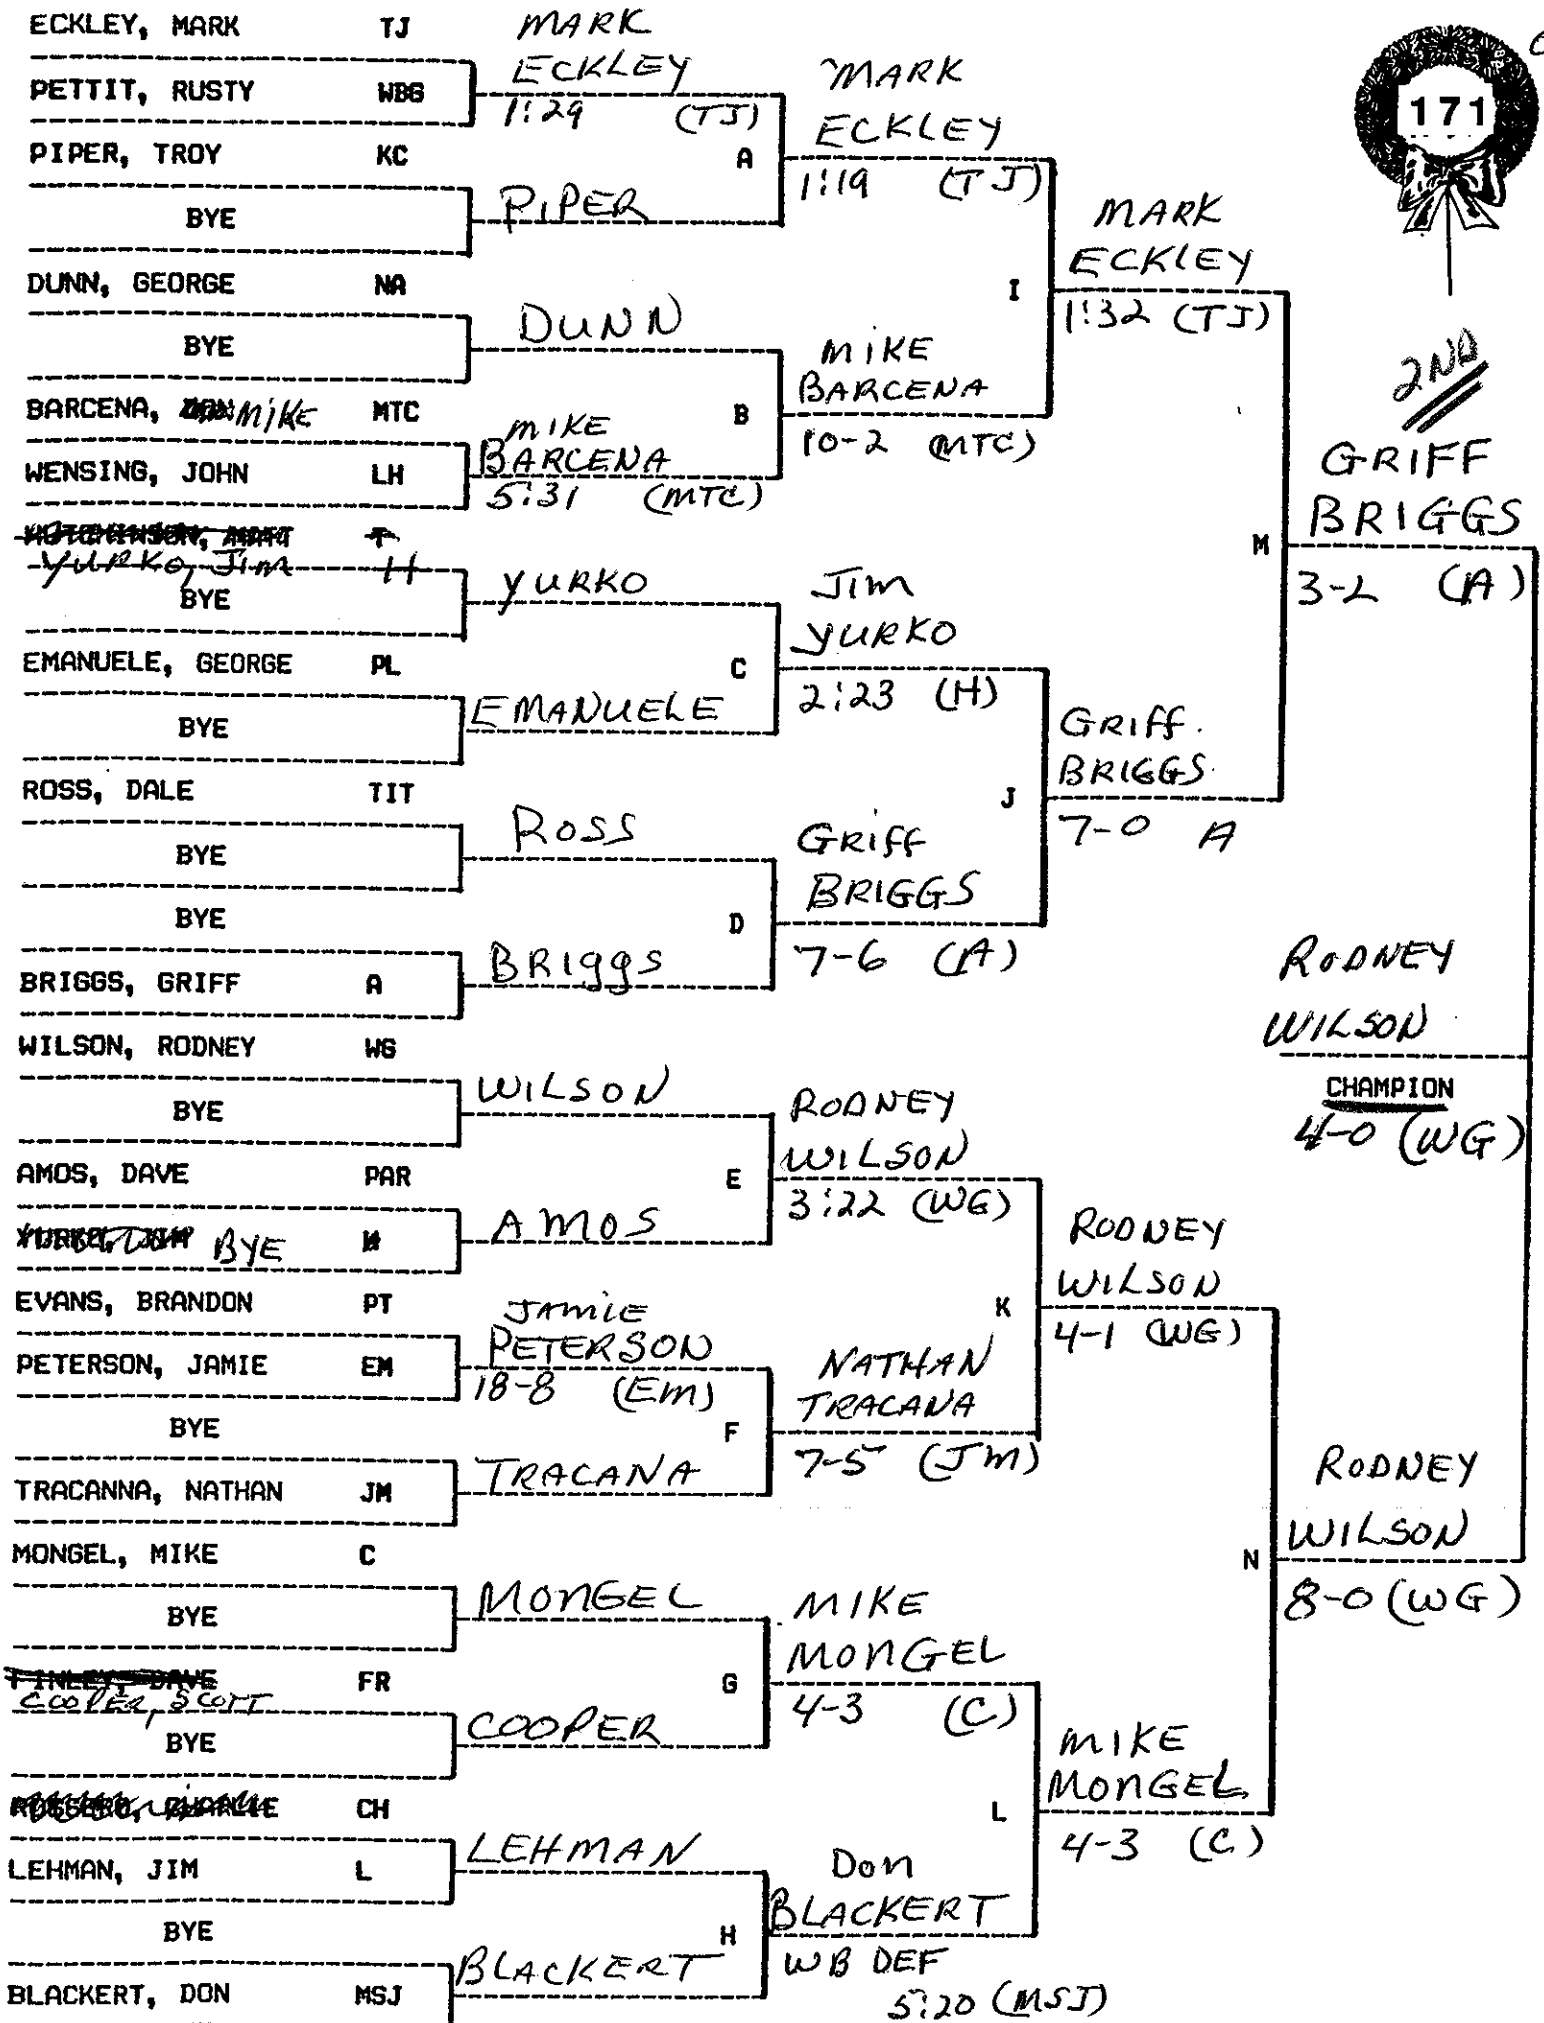 ECKLEY, MARK TJ
PETTIT, RUSTY WBG
PIPER, TROY KC
BYE
DUNN, GEORGE NA
BYE
BARCENA, MIKE MTC
WENSING, JOHN LH
YURKO, JIM H
BYE
EMANUELE, GEORGE PL
BYE
ROSS, DALE TIT
BYE
BYE
BRIGGS, GRIFF A
WILSON, RODNEY WG
BYE
AMOS, DAVE PAR
YURKO, JIM BYE H
EVANS, BRANDON PT
PETERSON, JAMIE EM
BYE
TRACANNA, NATHAN JM
MONGEL, MIKE C
BYE
FINLEY, DAVE FR
COOPER, SCOTT
BYE
CH
LEHMAN, JIM L
BYE
BLACKERT, DON MSJ
MARK
ECKLEY
1:29 (TJ)
PIPER
DUNN
MIKE
BARCENA
5:31 (MTC)
YURKO
EMANUELE
ROSS
BRIggS
WILSON
AMOS
JAMIE
PETERSON
18-8 (EM)
TRACANA
MONGEL
COOPER
LEHMAN
BLACKERT
A
B
C
D
E
F
G
H
MARK
ECKLEY
1:19 (TJ)
MIKE
BARCENA
10-2 (MTC)
JIM
YURKO
2:23 (H)
GRIFF
BRIGGS
7-6 (A)
RODNEY
WILSON
3:22 (WG)
NATHAN
TRACANA
7-5 (JM)
MIKE
MONGEL
4-3 (C)
Don
BLACKERT
WB DEF
5:20 (MSJ)
I
J
K
L
MARK
ECKLEY
1:32 (TJ)
GRIFF
BRIGGS
7-0 A
RODNEY
WILSON
4-1 (WG)
MIKE
MONGEL
4-3 (C)
M
N
171
2ND
GRIFF
BRIGGS
3-2 (A)
RODNEY
WILSON
CHAMPION
4-0 (WG)
RODNEY
WILSON
8-0 (WG)